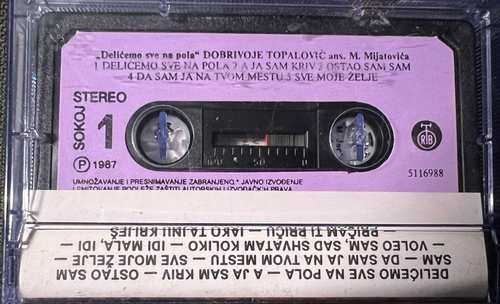 „Delićemo sve na pola“ DOBRIVOJE TOPALOVIĆ ans. M. Mijatovića
1 DELIĆEMO SVE NA POLA 2 A JA SAM KRIV 3 OSTAO SAM SAM
4 DA SAM JA NA TVOM MESTU 5 SVE MOJE ŽELJE
SOKOJ STEREO
1
P 1987
RTB
100 50 0
5116988
UMNOŽAVANJE I PRESNIMAVANJE ZABRANJENO. JAVNO IZVOĐENJE
I EMITOVANJE PODLEŽE ZAŠTITI AUTORSKIH I IZVOĐAČKIH PRAVA
DELIĆEMO SVE NA POLA — A JA SAM KRIV — OSTAO SAM
SAM — DA SAM JA NA TVOM MESTU — SVE MOJE ŽELJE —
VOLEO SAM, SAD SHVATAM KOLIKO — IDI MALA, IDI
— PRIČAM TI PRIČU — IAKO TAJNU KRIJEŠ